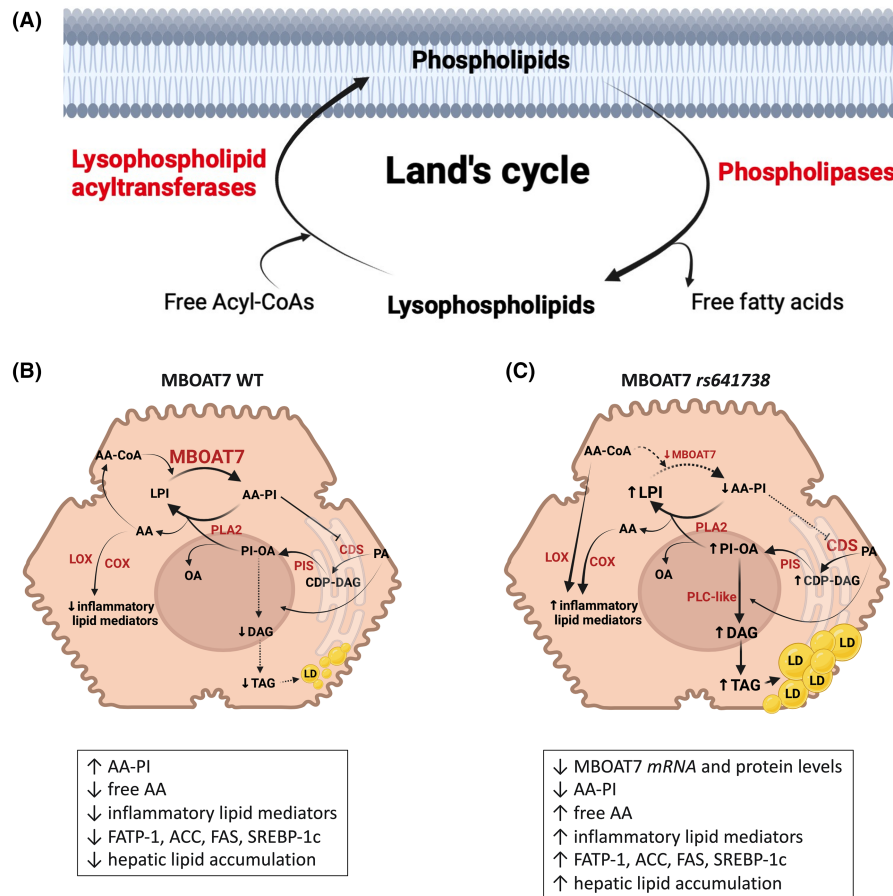 (A)
Phospholipids
Lysophospholipid
acyltransferases
Land's cycle
Phospholipases
Free Acyl-CoAs
Lysophospholipids
Free fatty acids
(B)
MBOAT7 WT
AA-CoA
MBOAT7
LPI
AA-PI
AA
PLA2
LOX
COX
OA
PI-OA
PIS
CDS
PA
CDP-DAG
↓ inflammatory
lipid mediators
↓ DAG
↓ TAG
LD
↑ AA-PI
↓ free AA
↓ inflammatory lipid mediators
↓ FATP-1, ACC, FAS, SREBP-1c
↓ hepatic lipid accumulation
(C)
MBOAT7 rs641738
AA-CoA
↓ MBOAT7
↑ LPI
↓ AA-PI
AA
PLA2
LOX
COX
OA
↑ PI-OA
PIS
CDS
PA
↑ CDP-DAG
PLC-like
↑ inflammatory
lipid mediators
↑ DAG
↑ TAG
LD
LD
LD
LD
↓ MBOAT7 mRNA and protein levels
↓ AA-PI
↑ free AA
↑ inflammatory lipid mediators
↑ FATP-1, ACC, FAS, SREBP-1c
↑ hepatic lipid accumulation